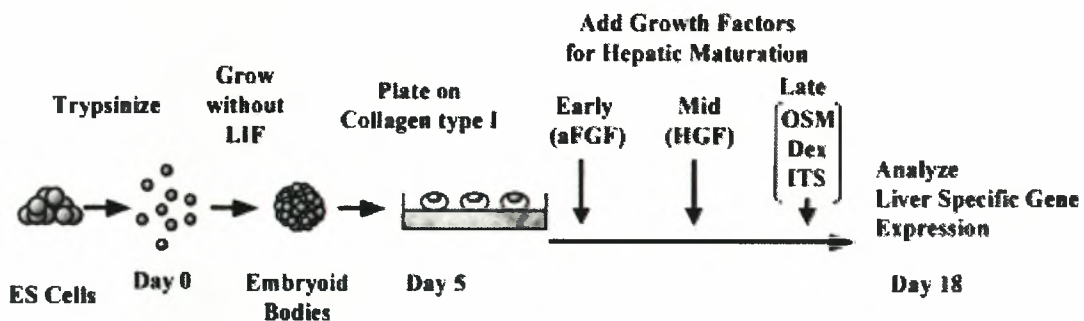 Add Growth Factors
for Hepatic Maturation
Trypsinize
Grow
without
LIF
Plate on
Collagen type I
Early
(aFGF)
Mid
(HGF)
Late
OSM
Dex
ITS
Analyze
Liver Specific Gene
Expression
ES Cells
Day 0
Embryoid
Bodies
Day 5
Day 18